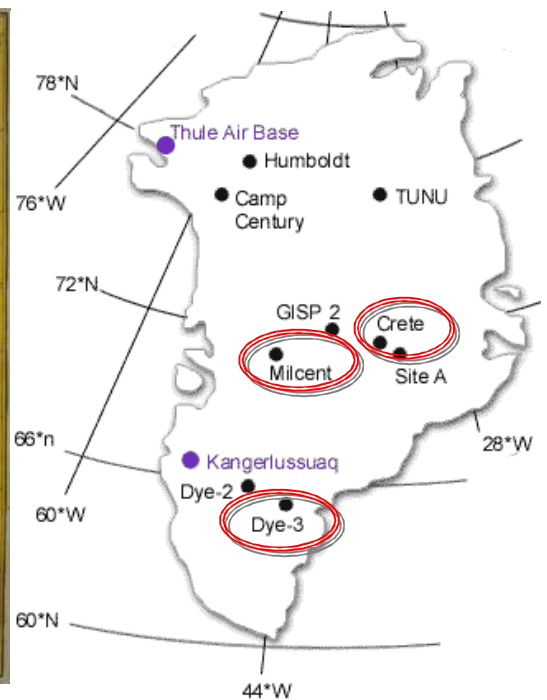 78*N
Thule Air Base
Humboldt
76*W
Camp
Century
TUNU
72*N
GISP 2
Crete
Milcent
Site A
66*n
Kangerlussuaq
28*W
Dye-2
60*W
Dye-3
60*N
44*W